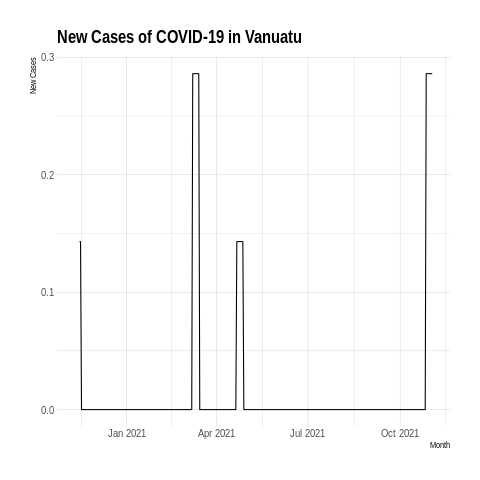 New Cases of COVID-19 in Vanuatu
New Cases
0.3
0.2
0.1
0.0
Jan 2021 Apr 2021 Jul 2021 Oct 2021
Month